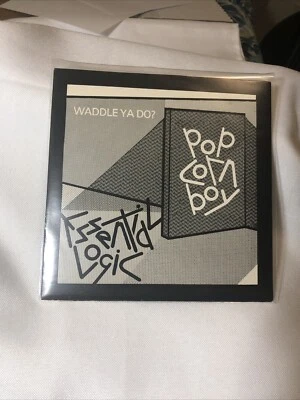 WADDLE YA DO?
Pop
Corn
boy
Essential
Logic